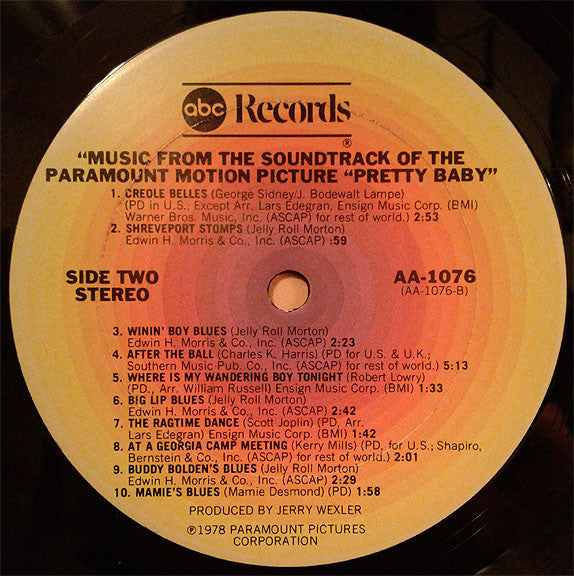 abc Records
®
"MUSIC FROM THE SOUNDTRACK OF THE
PARAMOUNT MOTION PICTURE "PRETTY BABY"
1. CREOLE BELLES (George Sidney/J. Bodewalt Lampe)
(PD in U.S.; Except Arr. Lars Edegran, Ensign Music Corp. (BMI)
Warner Bros. Music, Inc. (ASCAP) for rest of world.) 2:53
2. SHREVEPORT STOMPS (Jelly Roll Morton)
Edwin H. Morris & Co., Inc. (ASCAP) :59
SIDE TWO
STEREO
AA-1076
(AA-1076-B)
3. WININ' BOY BLUES (Jelly Roll Morton)
Edwin H. Morris & Co., Inc. (ASCAP) 2:23
4. AFTER THE BALL (Charles K. Harris) (PD for U.S. & U.K.;
Southern Music Pub. Co., Inc. (ASCAP) for rest of world.) 5:13
5. WHERE IS MY WANDERING BOY TONIGHT (Robert Lowry)
(PD., Arr. William Russell) Ensign Music Corp. (BMI) 1:33
6. BIG LIP BLUES (Jelly Roll Morton)
Edwin H. Morris & Co., Inc. (ASCAP) 2:42
7. THE RAGTIME DANCE (Scott Joplin) (PD, Arr.
Lars Edegran) Ensign Music Corp. (BMI) 1:42
8. AT A GEORGIA CAMP MEETING (Kerry Mills) (PD, for U.S.; Shapiro,
Bernstein & Co., Inc. (ASCAP) for rest of world.) 2:01
9. BUDDY BOLDEN'S BLUES (Jelly Roll Morton)
Edwin H. Morris & Co., Inc. (ASCAP) 2:29
10. MAMIE'S BLUES (Mamie Desmond) (PD) 1:58
PRODUCED BY JERRY WEXLER
℗1978 PARAMOUNT PICTURES
CORPORATION